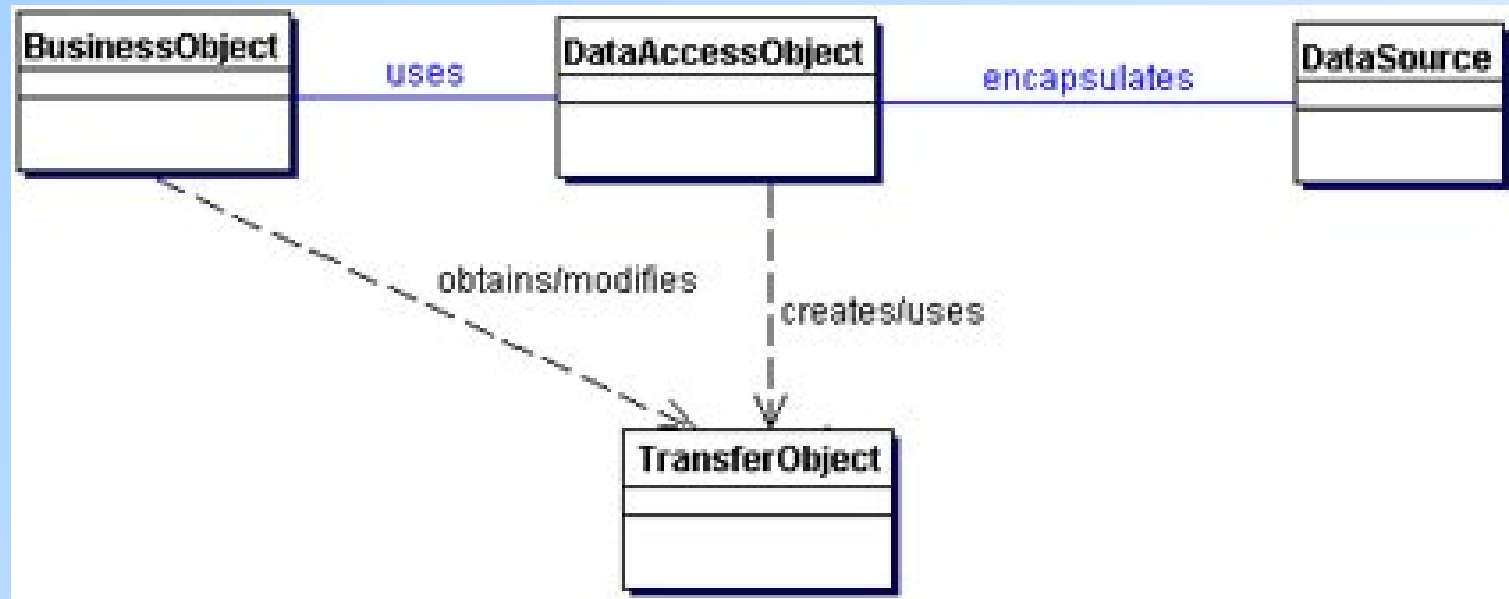 BusinessObject
uses
DataAccessObject
encapsulates
DataSource
obtains/modifies
creates/uses
TransferObject